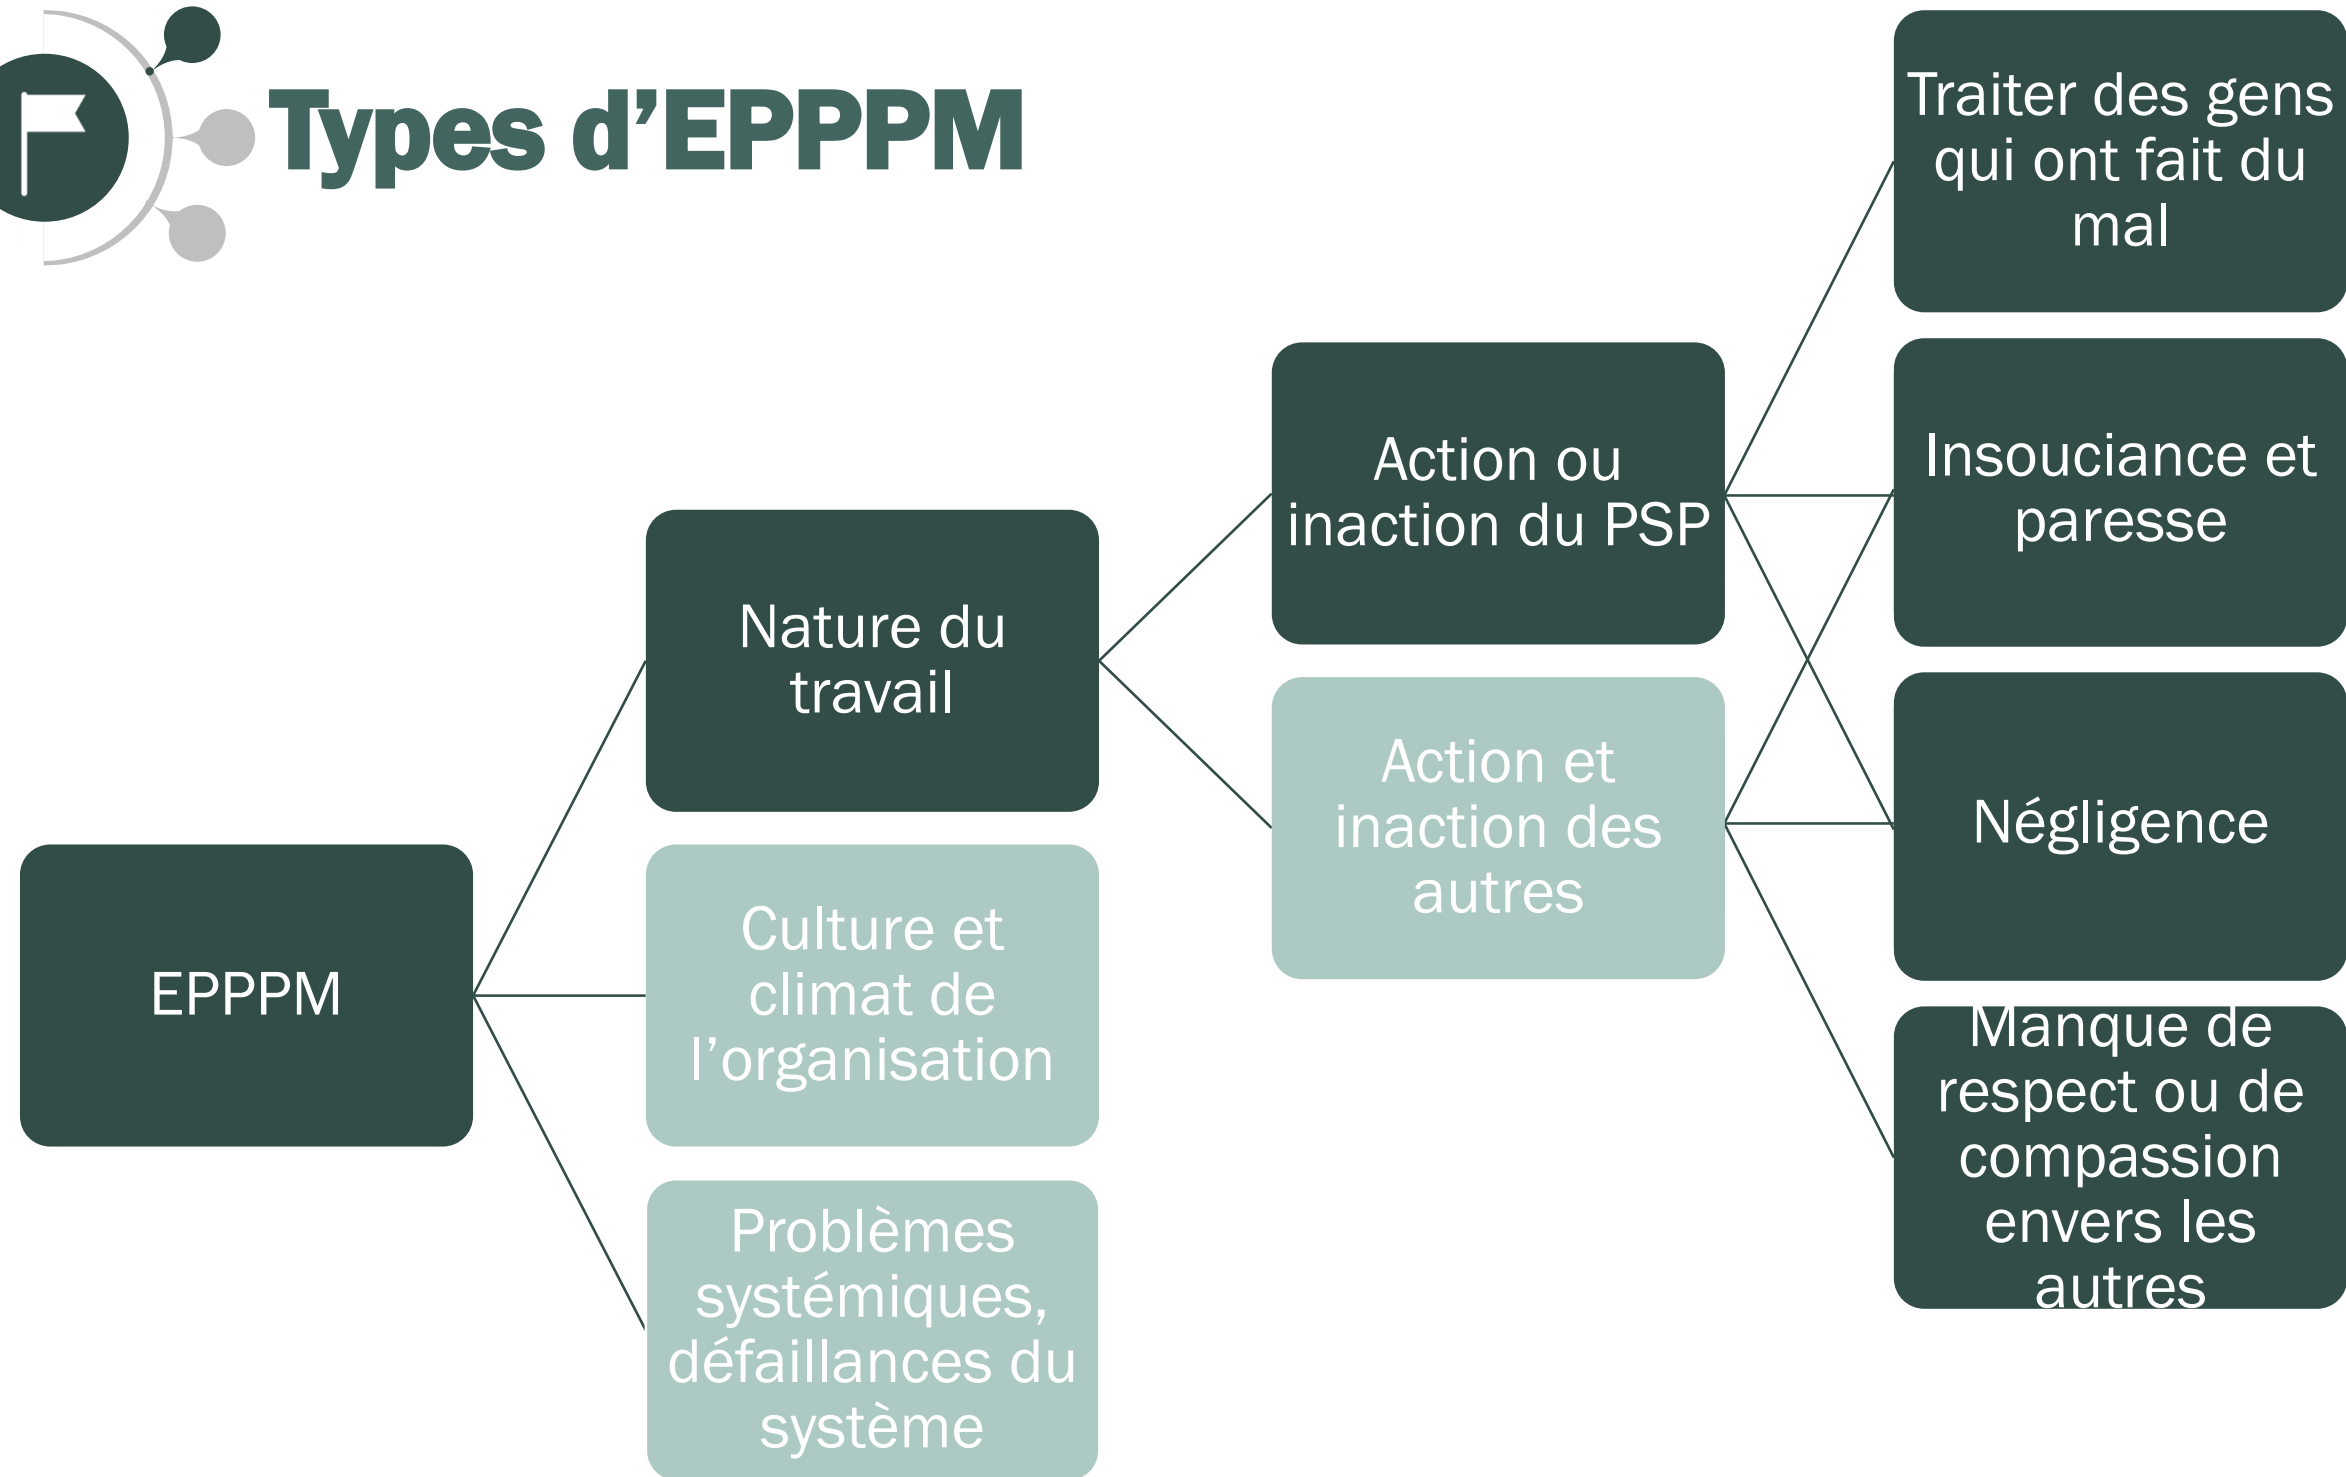 Types d’EPPPM
EPPPM
Nature du
travail
Culture et
climat de
l’organisation
Problèmes
systémiques,
défaillances du
système
Action ou
inaction du PSP
Action et
inaction des
autres
Traiter des gens
qui ont fait du
mal
Insouciance et
paresse
Négligence
Manque de
respect ou de
compassion
envers les
autres